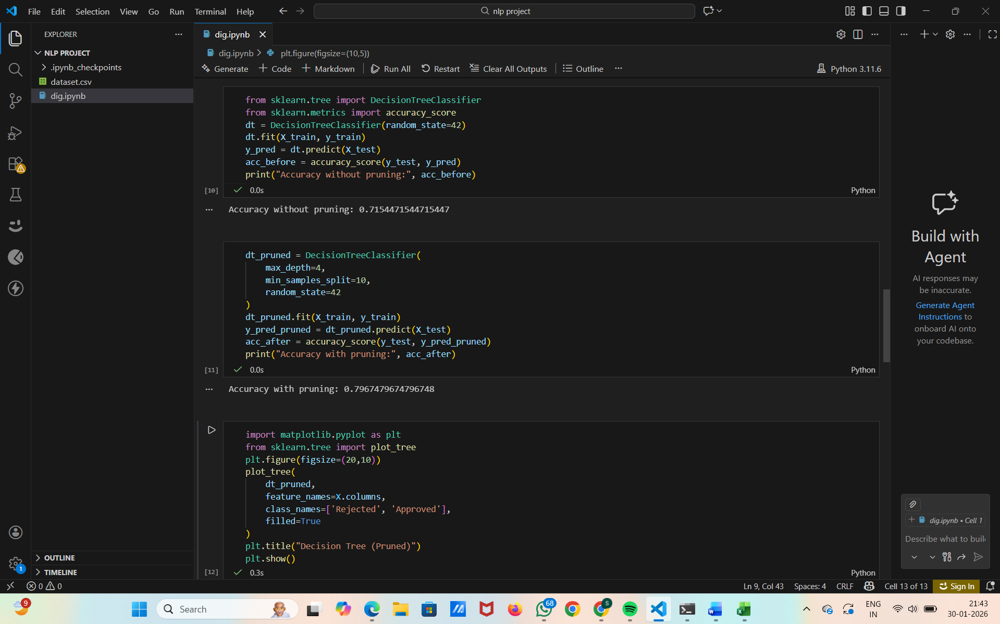 File Edit Selection View Go Run Terminal Help
nlp project
EXPLORER
NLP PROJECT
.ipynb_checkpoints
dataset.csv
dig.ipynb
OUTLINE
TIMELINE
dig.ipynb
dig.ipynb > plt.figure(figsize=(10,5))
Generate + Code + Markdown Run All Restart Clear All Outputs Outline ...
Python 3.11.6
from sklearn.tree import DecisionTreeClassifier
from sklearn.metrics import accuracy_score
dt = DecisionTreeClassifier(random_state=42)
dt.fit(X_train, y_train)
y_pred = dt.predict(X_test)
acc_before = accuracy_score(y_test, y_pred)
print("Accuracy without pruning:", acc_before)
[10] 0.0s Python
Accuracy without pruning: 0.7154471544715447
dt_pruned = DecisionTreeClassifier(
    max_depth=4,
    min_samples_split=10,
    random_state=42
)
dt_pruned.fit(X_train, y_train)
y_pred_pruned = dt_pruned.predict(X_test)
acc_after = accuracy_score(y_test, y_pred_pruned)
print("Accuracy with pruning:", acc_after)
[11] 0.0s Python
Accuracy with pruning: 0.7967479674796748
import matplotlib.pyplot as plt
from sklearn.tree import plot_tree
plt.figure(figsize=(20,10))
plot_tree(
    dt_pruned,
    feature_names=X.columns,
    class_names=['Rejected', 'Approved'],
    filled=True
)
plt.title("Decision Tree (Pruned)")
plt.show()
[12] 0.3s Python
Build with
Agent
AI responses may
be inaccurate.
Generate Agent
Instructions to
onboard AI onto
your codebase.
dig.ipynb • Cell 1
Describe what to buil
1
0 0
Ln 9, Col 43 Spaces: 4 CRLF Cell 13 of 13 Sign In
9
Search
68
S
ENG
IN
21:43
30-01-2026